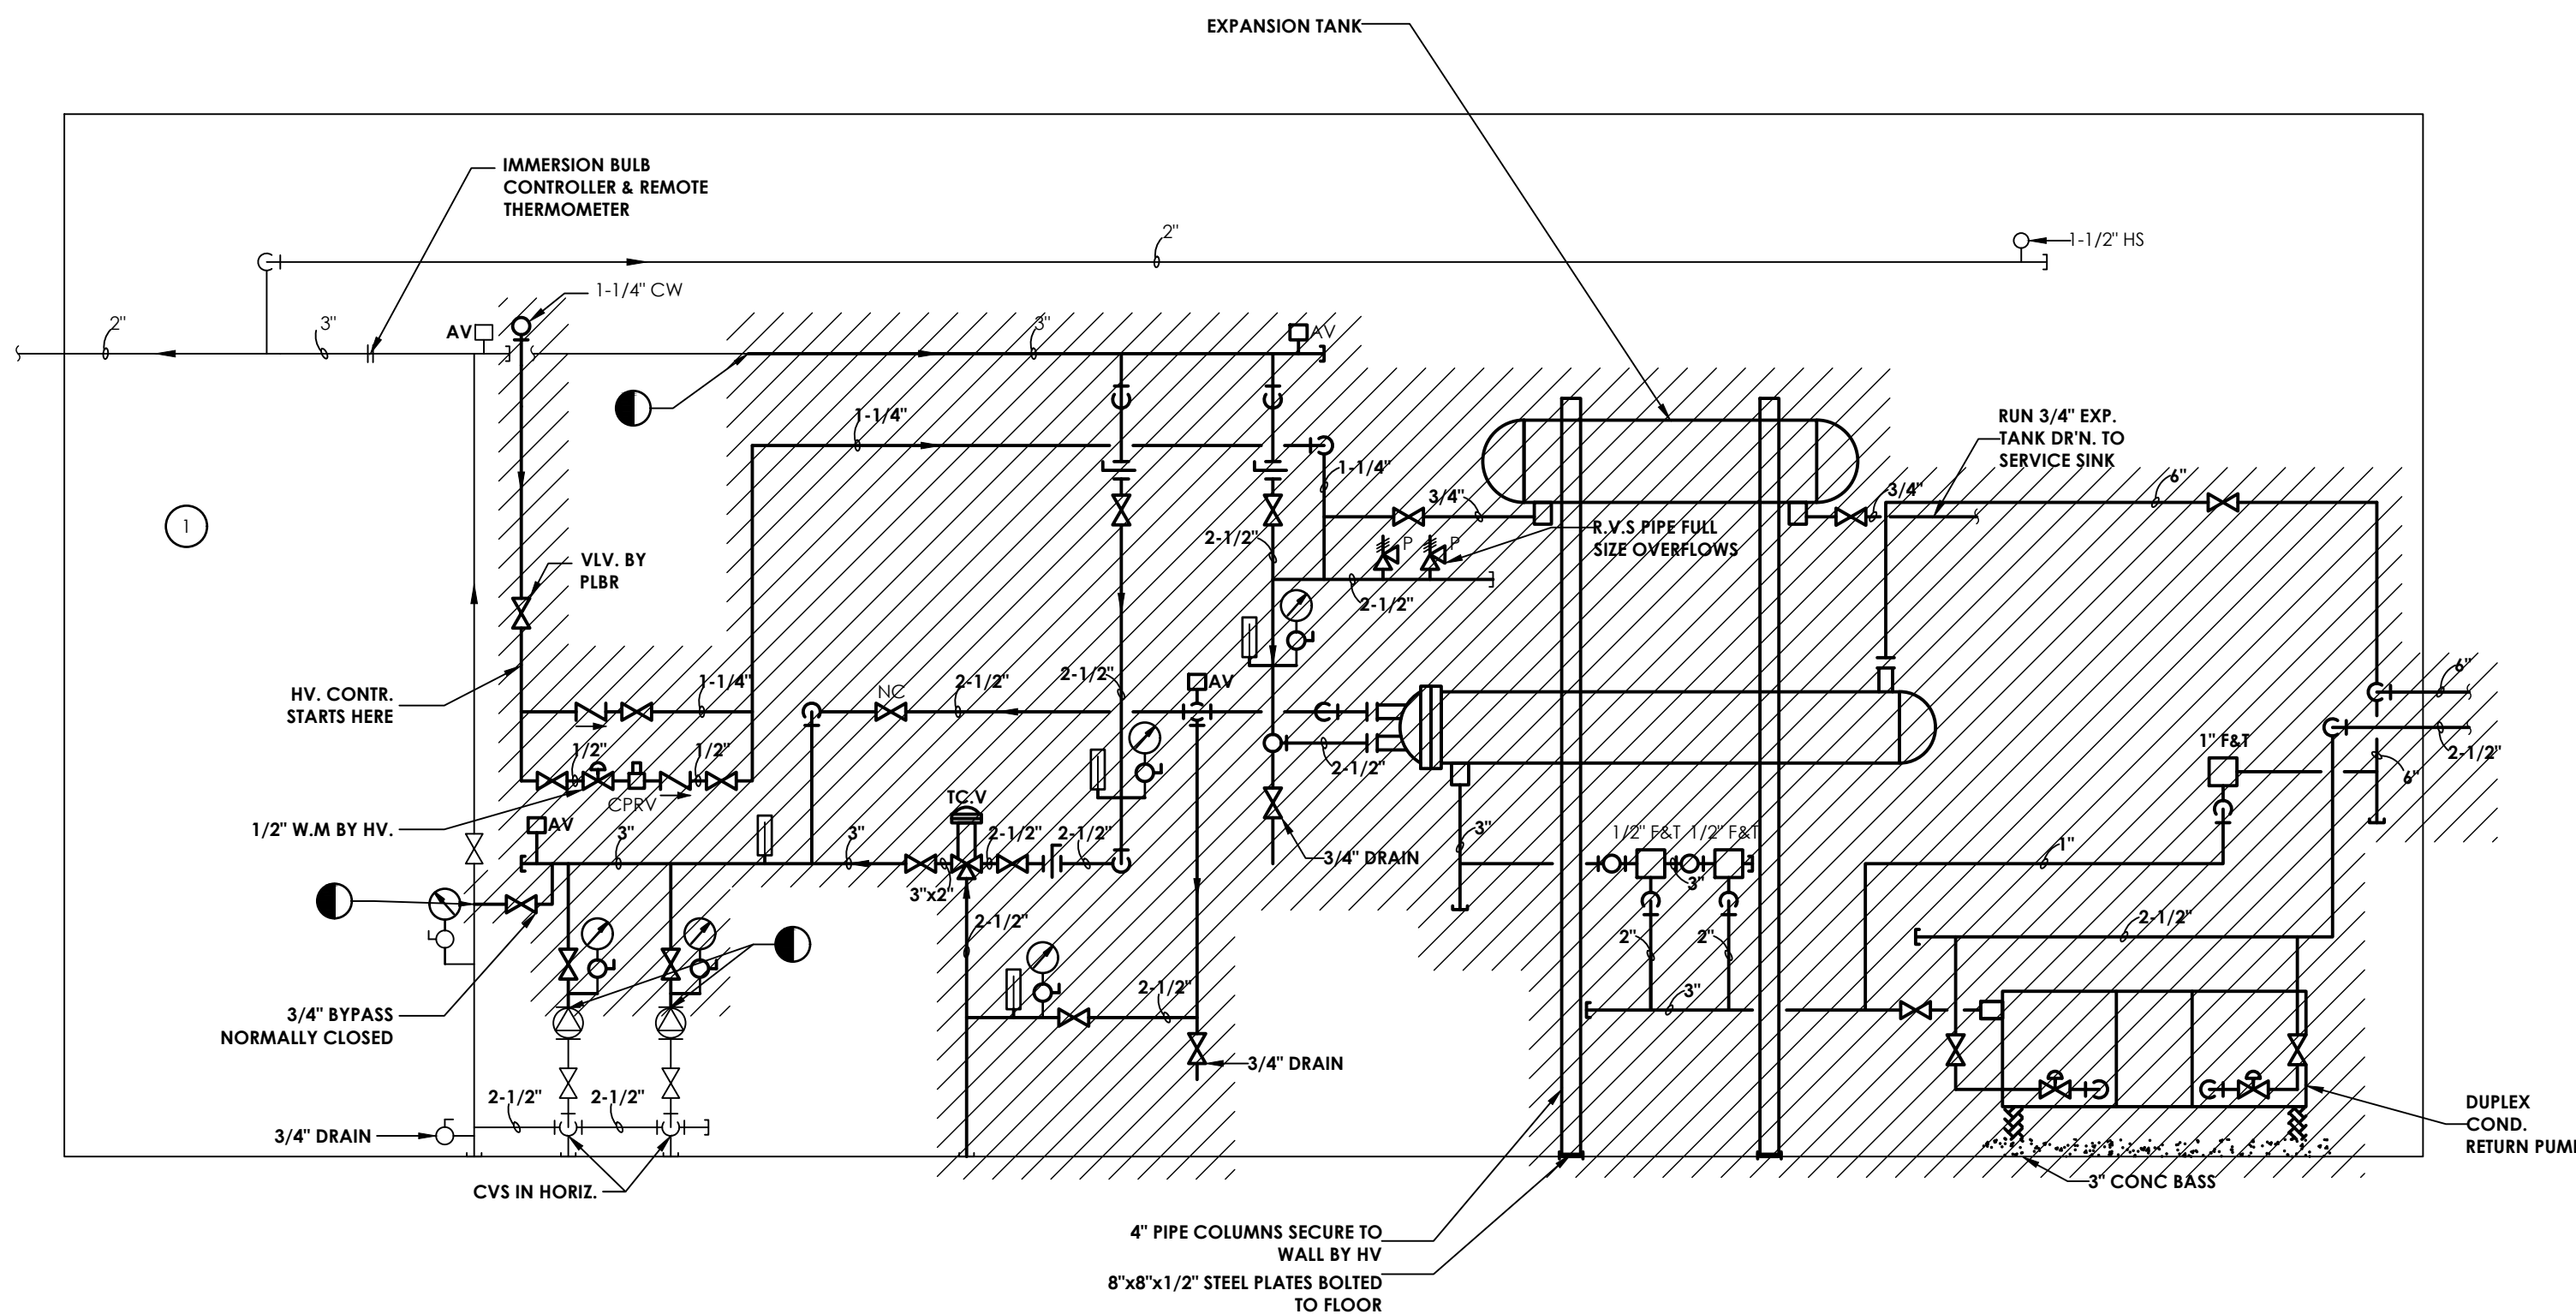 EXPANSION TANK
IMMERSION BULB
CONTROLLER & REMOTE
THERMOMETER
2"
1-1/2" HS
1-1/4" CW
2"
3"
AV
3"
AV
1-1/4"
RUN 3/4" EXP.
TANK DR'N. TO
SERVICE SINK
1-1/4"
3/4"
3/4"
6"
R.V.S PIPE FULL
SIZE OVERFLOWS
P
P
2-1/2"
VLV. BY
PLBR
1
2-1/2"
HV. CONTR.
STARTS HERE
1-1/4"
NC
2-1/2"
2-1/2"
AV
6"
1/2"
1/2"
2-1/2"
1" F&T
2-1/2"
6"
CPRV
TC.V
1/2" W.M BY HV.
AV
3"
3"
2-1/2"
2-1/2"
3/4" DRAIN
3"
1/2" F&T
1/2" F&T
1"
3"x2"
3"
2-1/2"
2-1/2"
2"
2"
3/4" BYPASS
NORMALLY CLOSED
2-1/2"
3"
3/4" DRAIN
2-1/2"
2-1/2"
3/4" DRAIN
DUPLEX
COND.
RETURN PUM
CVS IN HORIZ.
3" CONC BASS
4" PIPE COLUMNS SECURE TO
WALL BY HV
8"x8"x1/2" STEEL PLATES BOLTED
TO FLOOR